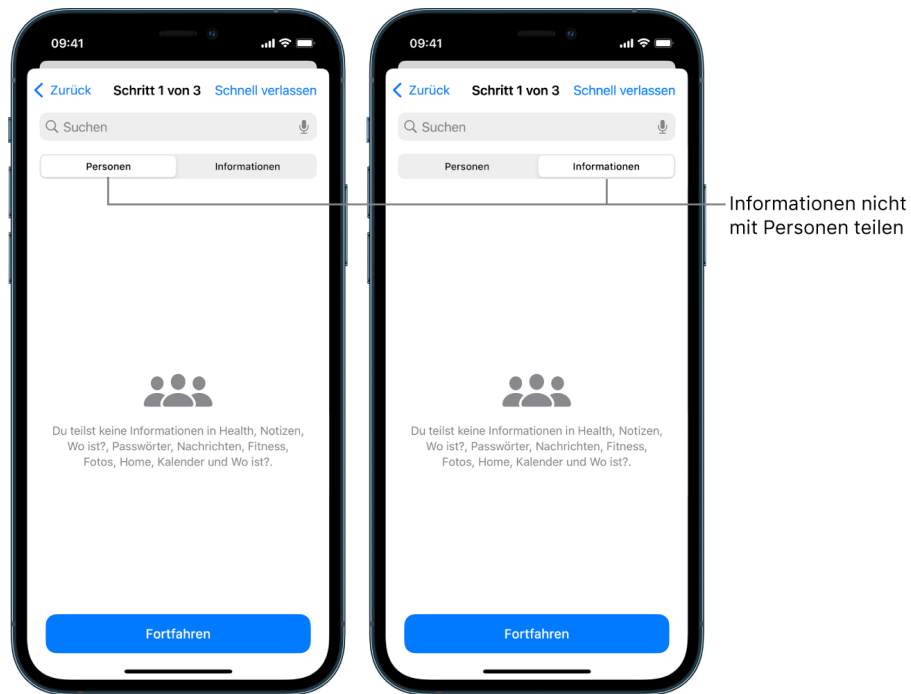 09:41
Zurück
Schritt 1 von 3
Schnell verlassen
Suchen
Personen
Informationen
Du teilst keine Informationen in Health, Notizen,
Wo ist?, Passwörter, Nachrichten, Fitness,
Fotos, Home, Kalender und Wo ist?.
Fortfahren
09:41
Zurück
Schritt 1 von 3
Schnell verlassen
Suchen
Personen
Informationen
Du teilst keine Informationen in Health, Notizen,
Wo ist?, Passwörter, Nachrichten, Fitness,
Fotos, Home, Kalender und Wo ist?.
Fortfahren
Informationen nicht
mit Personen teilen